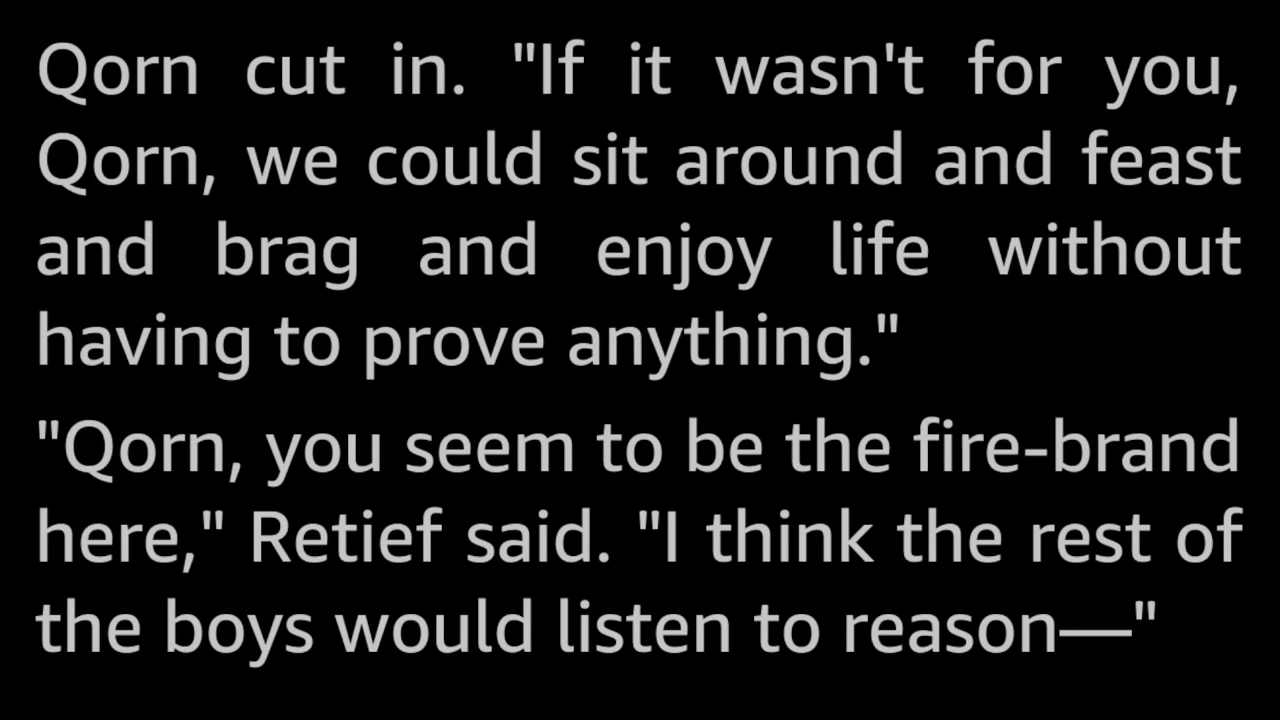 Qorn cut in. "If it wasn't for you,
Qorn, we could sit around and feast
and brag and enjoy life without
having to prove anything."
"Qorn, you seem to be the fire-brand
here," Retief said. "I think the rest of
the boys would listen to reason—"